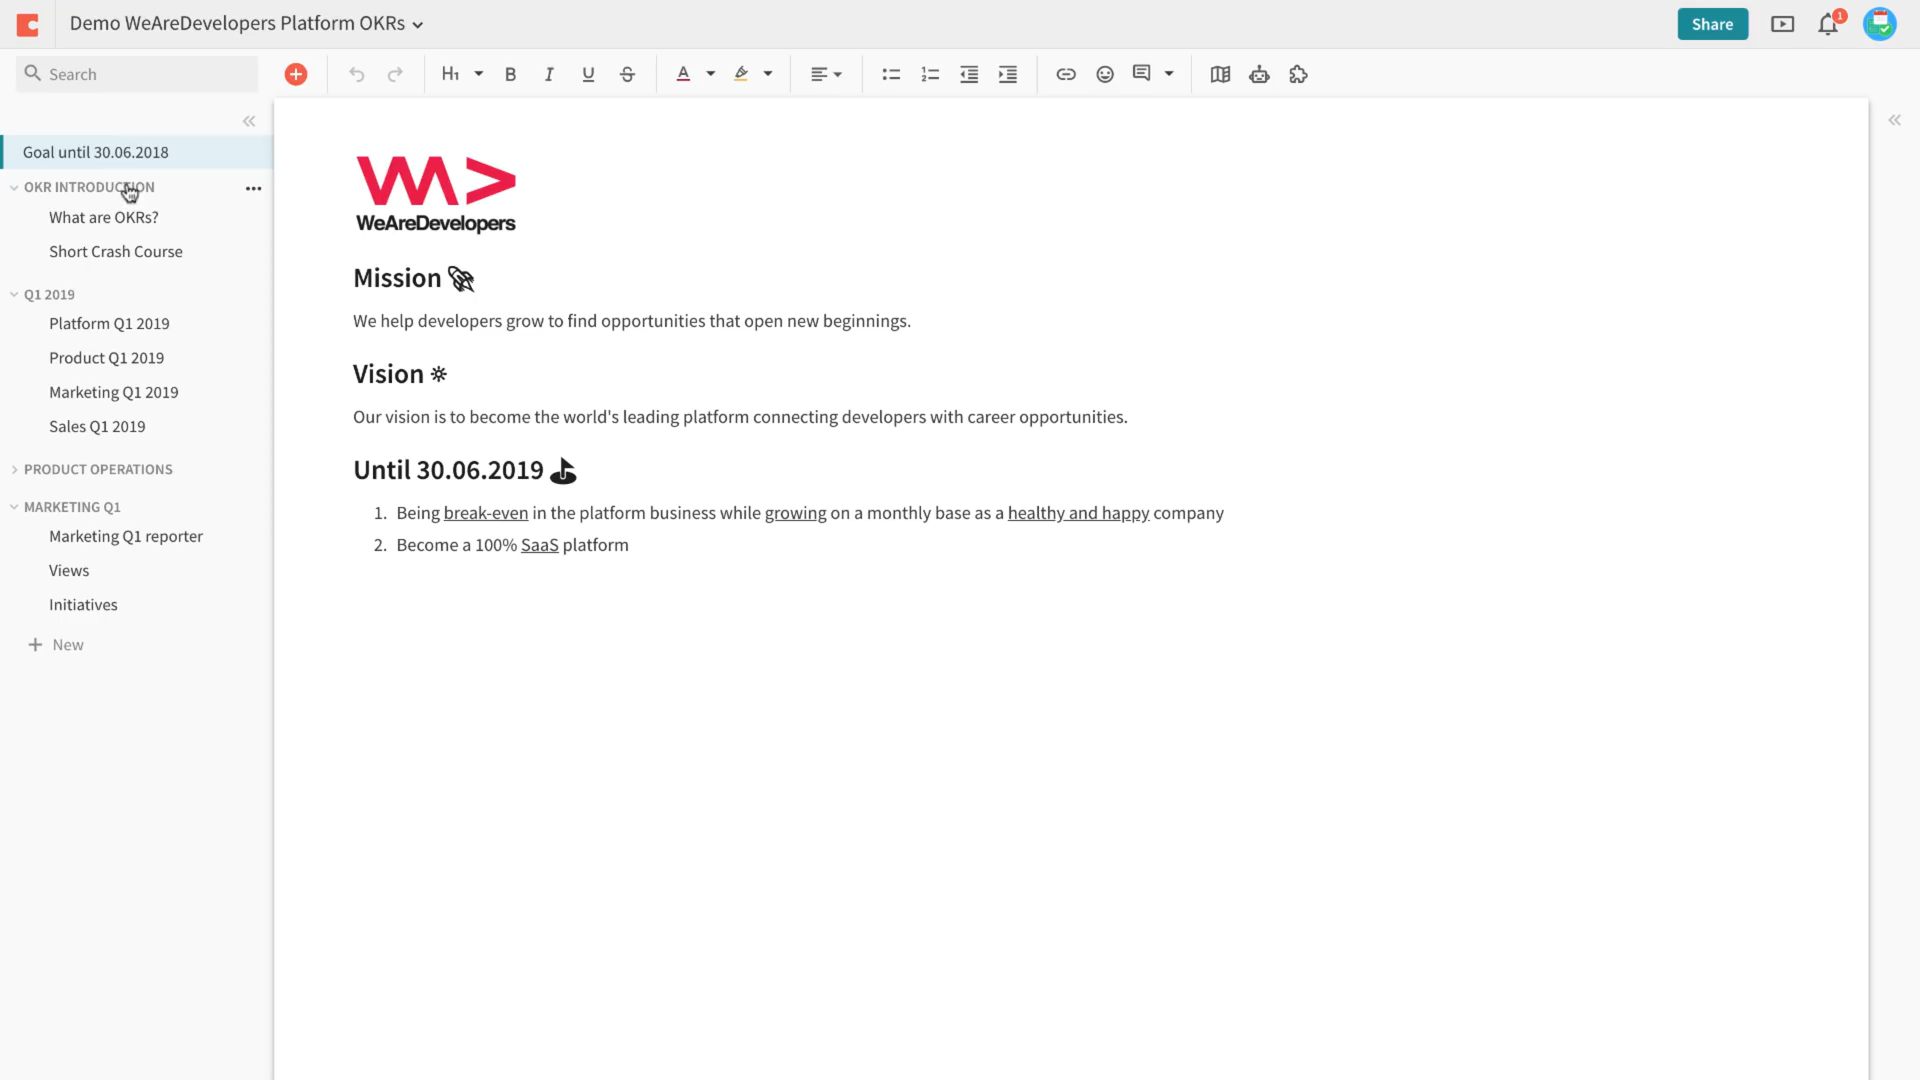 Demo WeAreDevelopers Platform OKRs
Share
1
Search
H1
B
I
U
S
A
Goal until 30.06.2018
OKR INTRODUCTION
What are OKRs?
Short Crash Course
Q1 2019
Platform Q1 2019
Product Q1 2019
Marketing Q1 2019
Sales Q1 2019
PRODUCT OPERATIONS
MARKETING Q1
Marketing Q1 reporter
Views
Initiatives
New
WeAreDevelopers
Mission
We help developers grow to find opportunities that open new beginnings.
Vision
Our vision is to become the world's leading platform connecting developers with career opportunities.
Until 30.06.2019
1. Being break-even in the platform business while growing on a monthly base as a healthy and happy company
2. Become a 100% SaaS platform